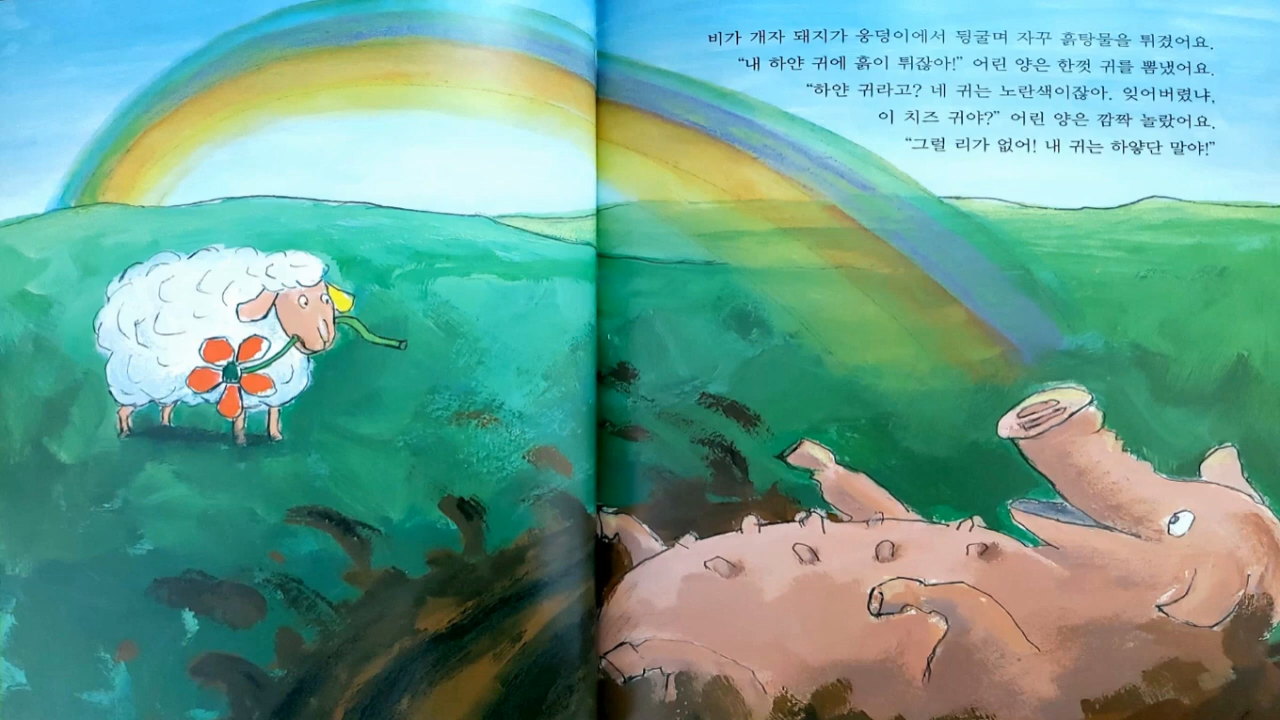 비가 개자 돼지가 웅덩이에서 뒹굴며 자꾸 흙탕물을 튀겼어요.
“내 하얀 귀에 흙이 튀잖아!” 어린 양은 한껏 귀를 뽐냈어요.
“하얀 귀라고? 네 귀는 노란색이잖아. 잊어버렸냐,
이 치즈 귀야?” 어린 양은 깜짝 놀랐어요.
“그럴 리가 없어! 내 귀는 하얗단 말야!”